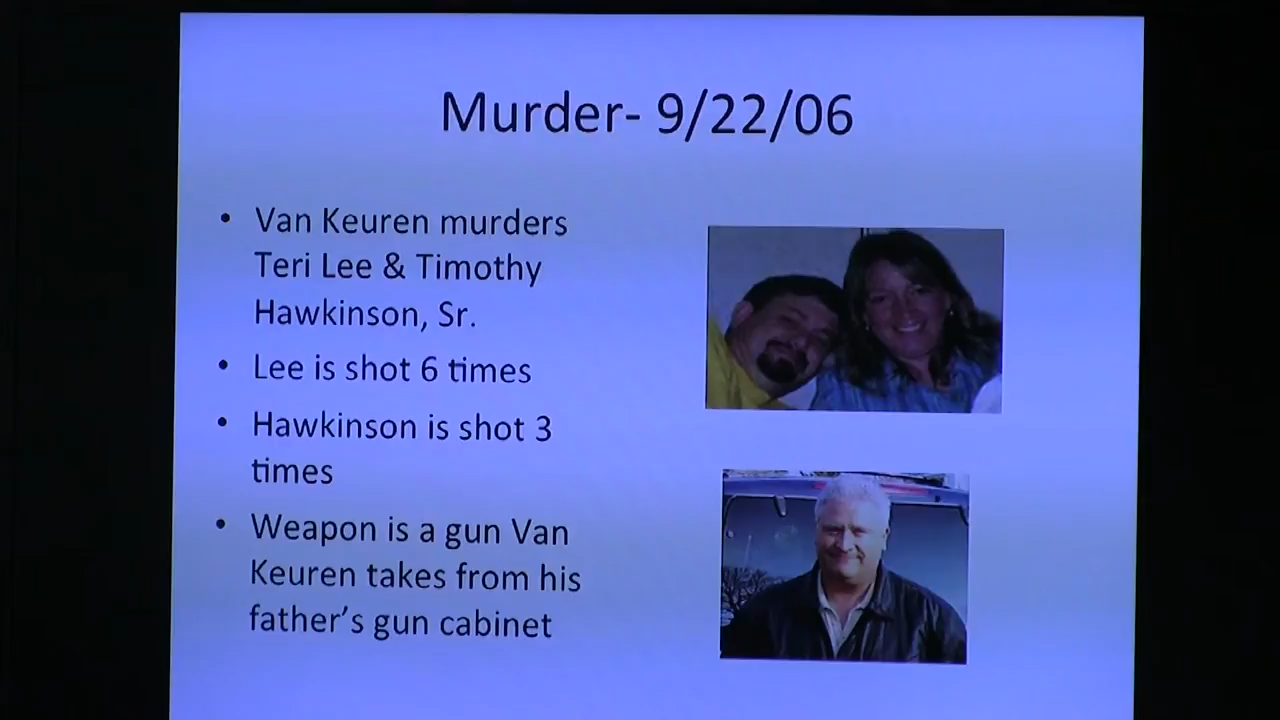 Murder- 9/22/06
• Van Keuren murders
Teri Lee & Timothy
Hawkinson, Sr.
• Lee is shot 6 times
• Hawkinson is shot 3
times
• Weapon is a gun Van
Keuren takes from his
father’s gun cabinet